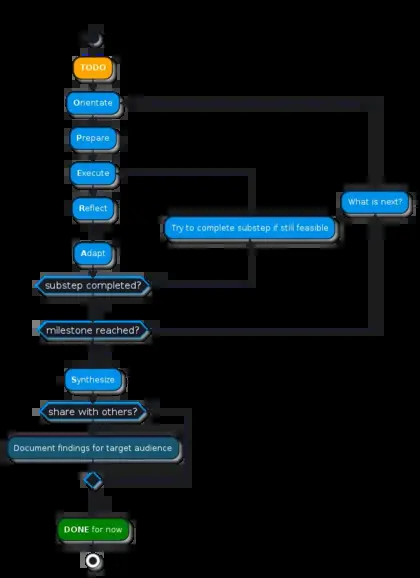 TODO
Orientate
Prepare
Execute
Reflect
What is next?
Try to complete substep if still feasible
Adapt
substep completed?
milestone reached?
Synthesize
share with others?
Document findings for target audience
DONE for now